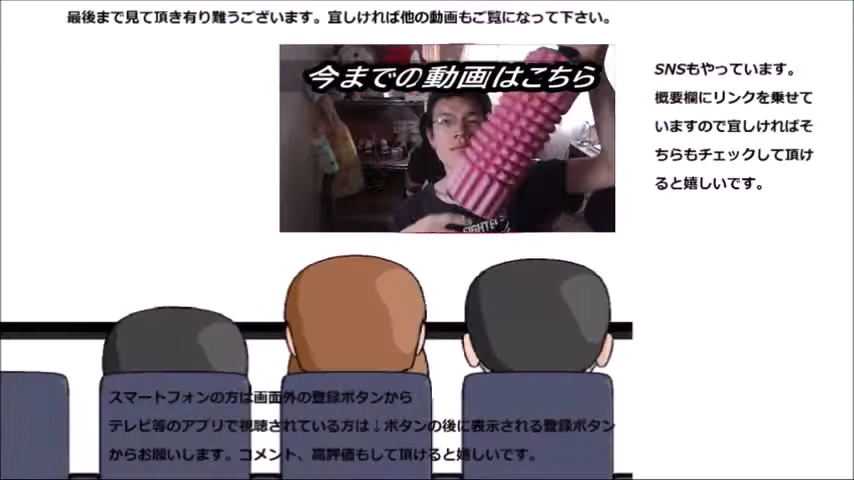 最後まで見て頂き有り難うございます。宜しければ他の動画もご覧になって下さい。
今までの動画はこちら
SNSもやっています。
概要欄にリンクを乗せて
いますので宜しければそ
ちらもチェックして頂け
ると嬉しいです。
スマートフォンの方は画面外の登録ボタンから
テレビ等のアプリで視聴されている方は↓ボタンの後に表示される登録ボタン
からお願いします。コメント、高評価もして頂けると嬉しいです。